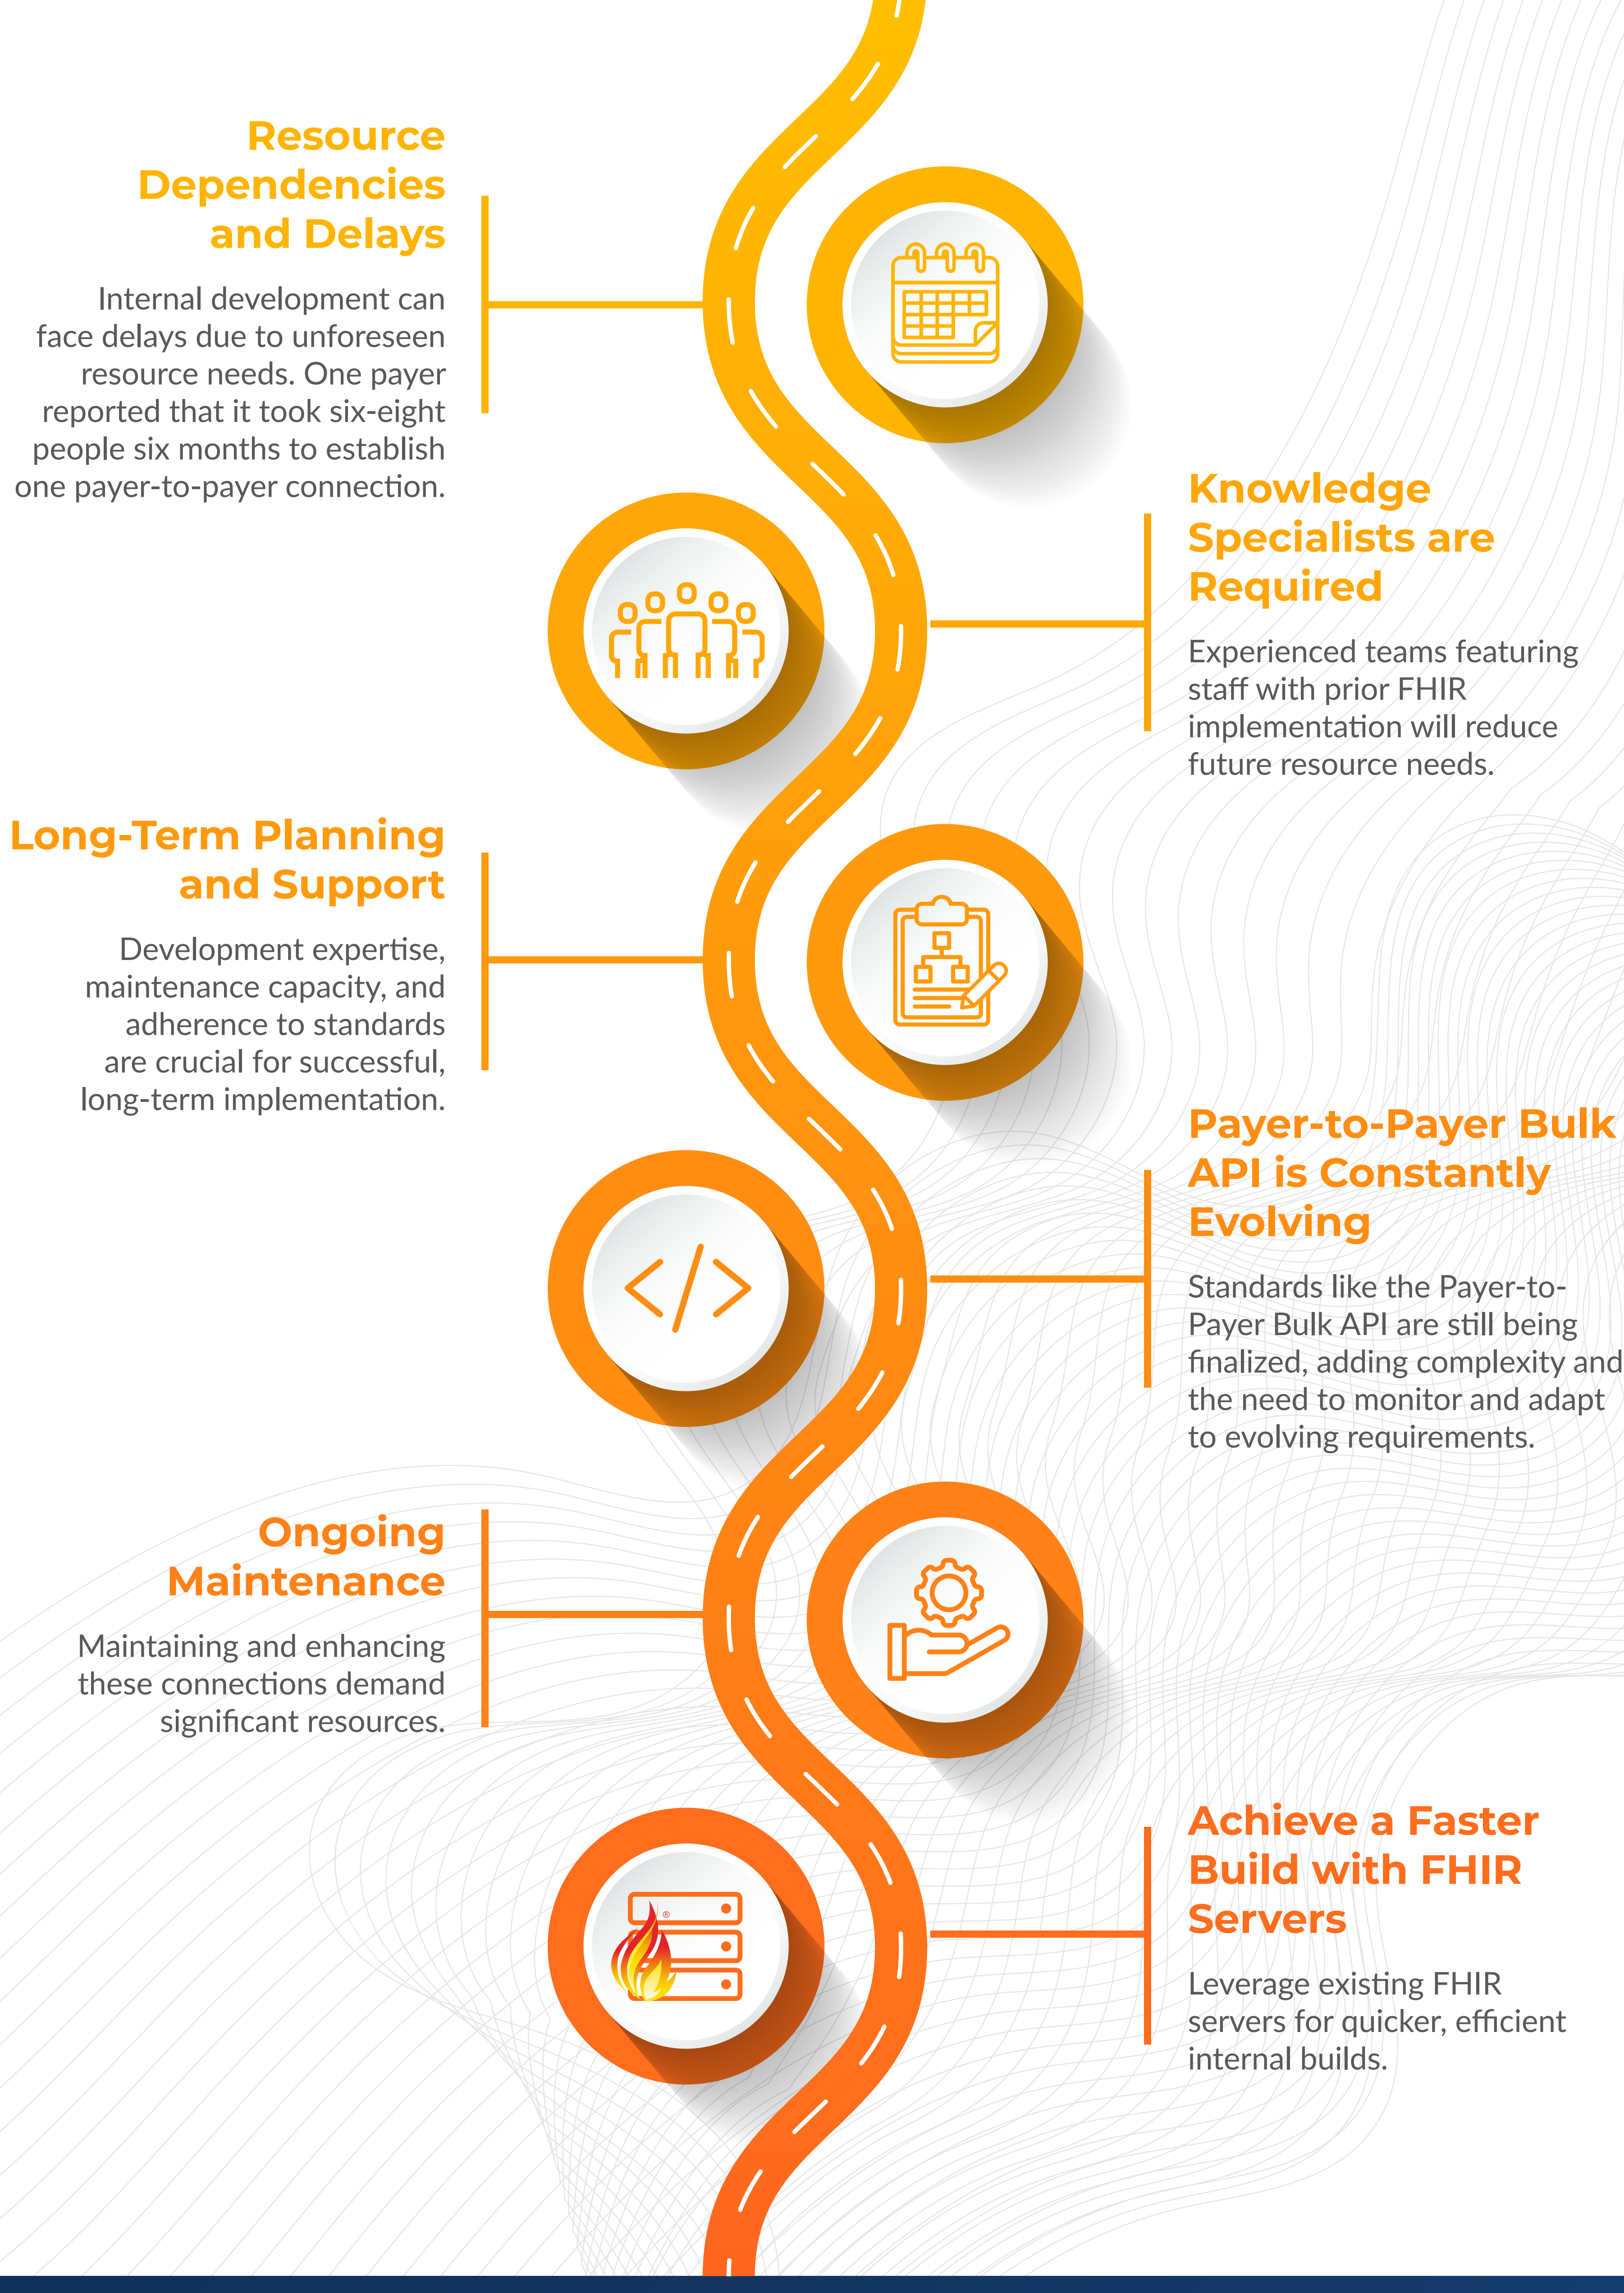 Resource
Dependencies
and Delays
Internal development can
face delays due to unforeseen
resource needs. One payer
reported that it took six-eight
people six months to establish
one payer-to-payer connection.
Knowledge
Specialists are
Required
Experienced teams featuring
staff with prior FHIR
implementation will reduce
future resource needs.
Long-Term Planning
and Support
Development expertise,
maintenance capacity, and
adherence to standards
are crucial for successful,
long-term implementation.
Payer-to-Payer Bulk
API is Constantly
Evolving
Standards like the Payer-to-
Payer Bulk API are still being
finalized, adding complexity and
the need to monitor and adapt
to evolving requirements.
Ongoing
Maintenance
Maintaining and enhancing
these connections demand
significant resources.
®
Achieve a Faster
Build with FHIR
Servers
Leverage existing FHIR
servers for quicker, efficient
internal builds.